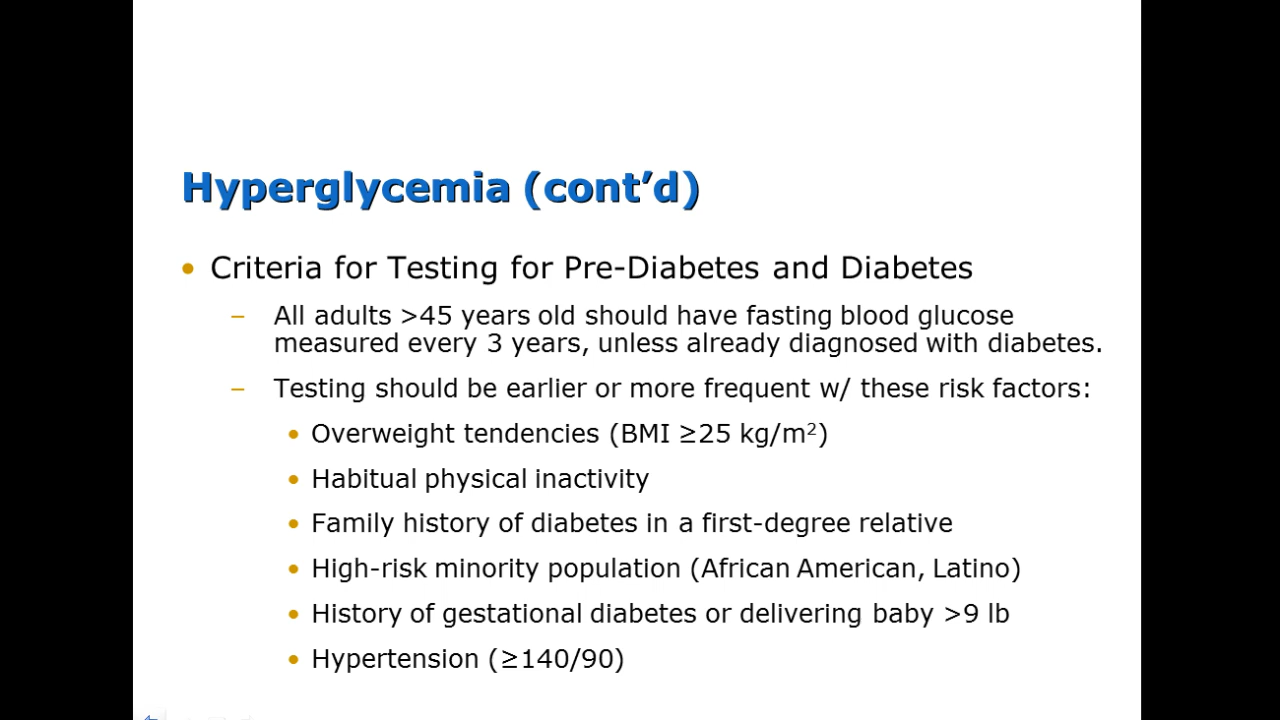 Hyperglycemia (cont’d)
• Criteria for Testing for Pre-Diabetes and Diabetes
– All adults >45 years old should have fasting blood glucose
measured every 3 years, unless already diagnosed with diabetes.
– Testing should be earlier or more frequent w/ these risk factors:
• Overweight tendencies (BMI ≥25 kg/m²)
• Habitual physical inactivity
• Family history of diabetes in a first-degree relative
• High-risk minority population (African American, Latino)
• History of gestational diabetes or delivering baby >9 lb
• Hypertension (≥140/90)